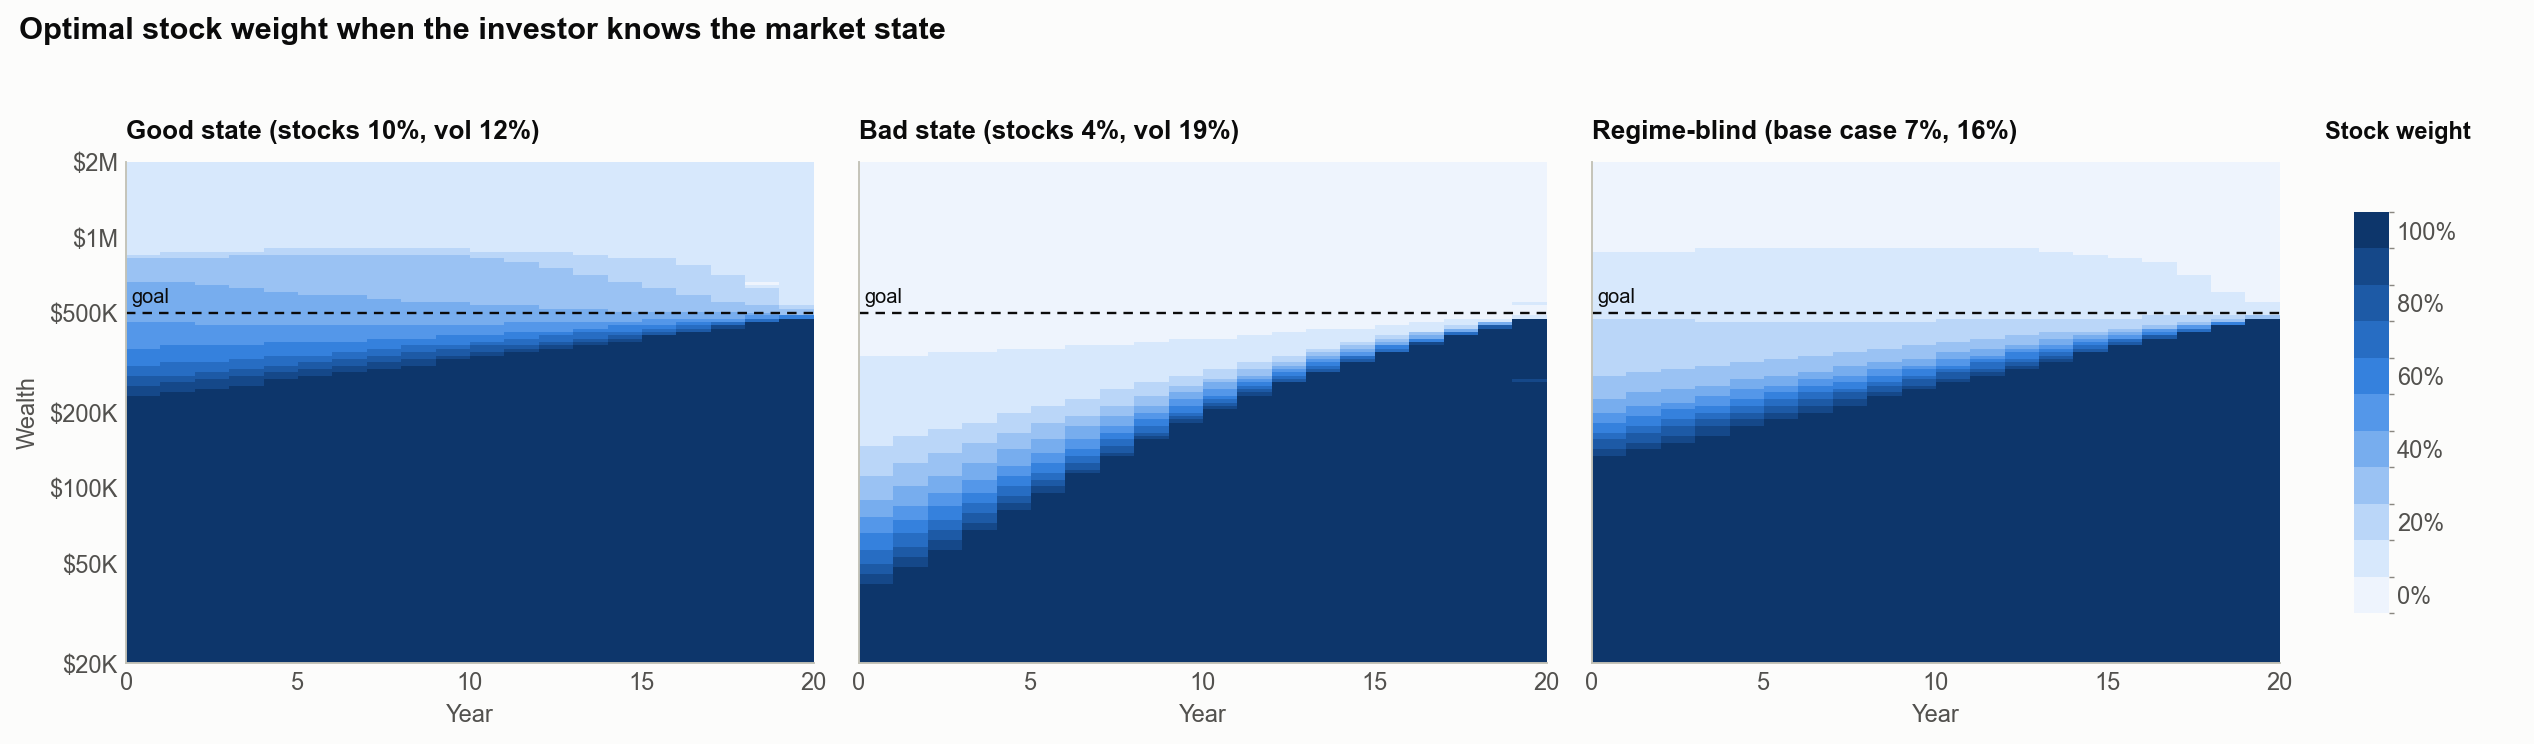 Optimal stock weight when the investor knows the market state
Good state (stocks 10%, vol 12%)
Bad state (stocks 4%, vol 19%)
Regime-blind (base case 7%, 16%)
Stock weight
$2M
$1M
$500K
$200K
$100K
$50K
$20K
Wealth
goal
goal
goal
100%
80%
60%
40%
20%
0%
0 5 10 15 20
0 5 10 15 20
0 5 10 15 20
Year
Year
Year